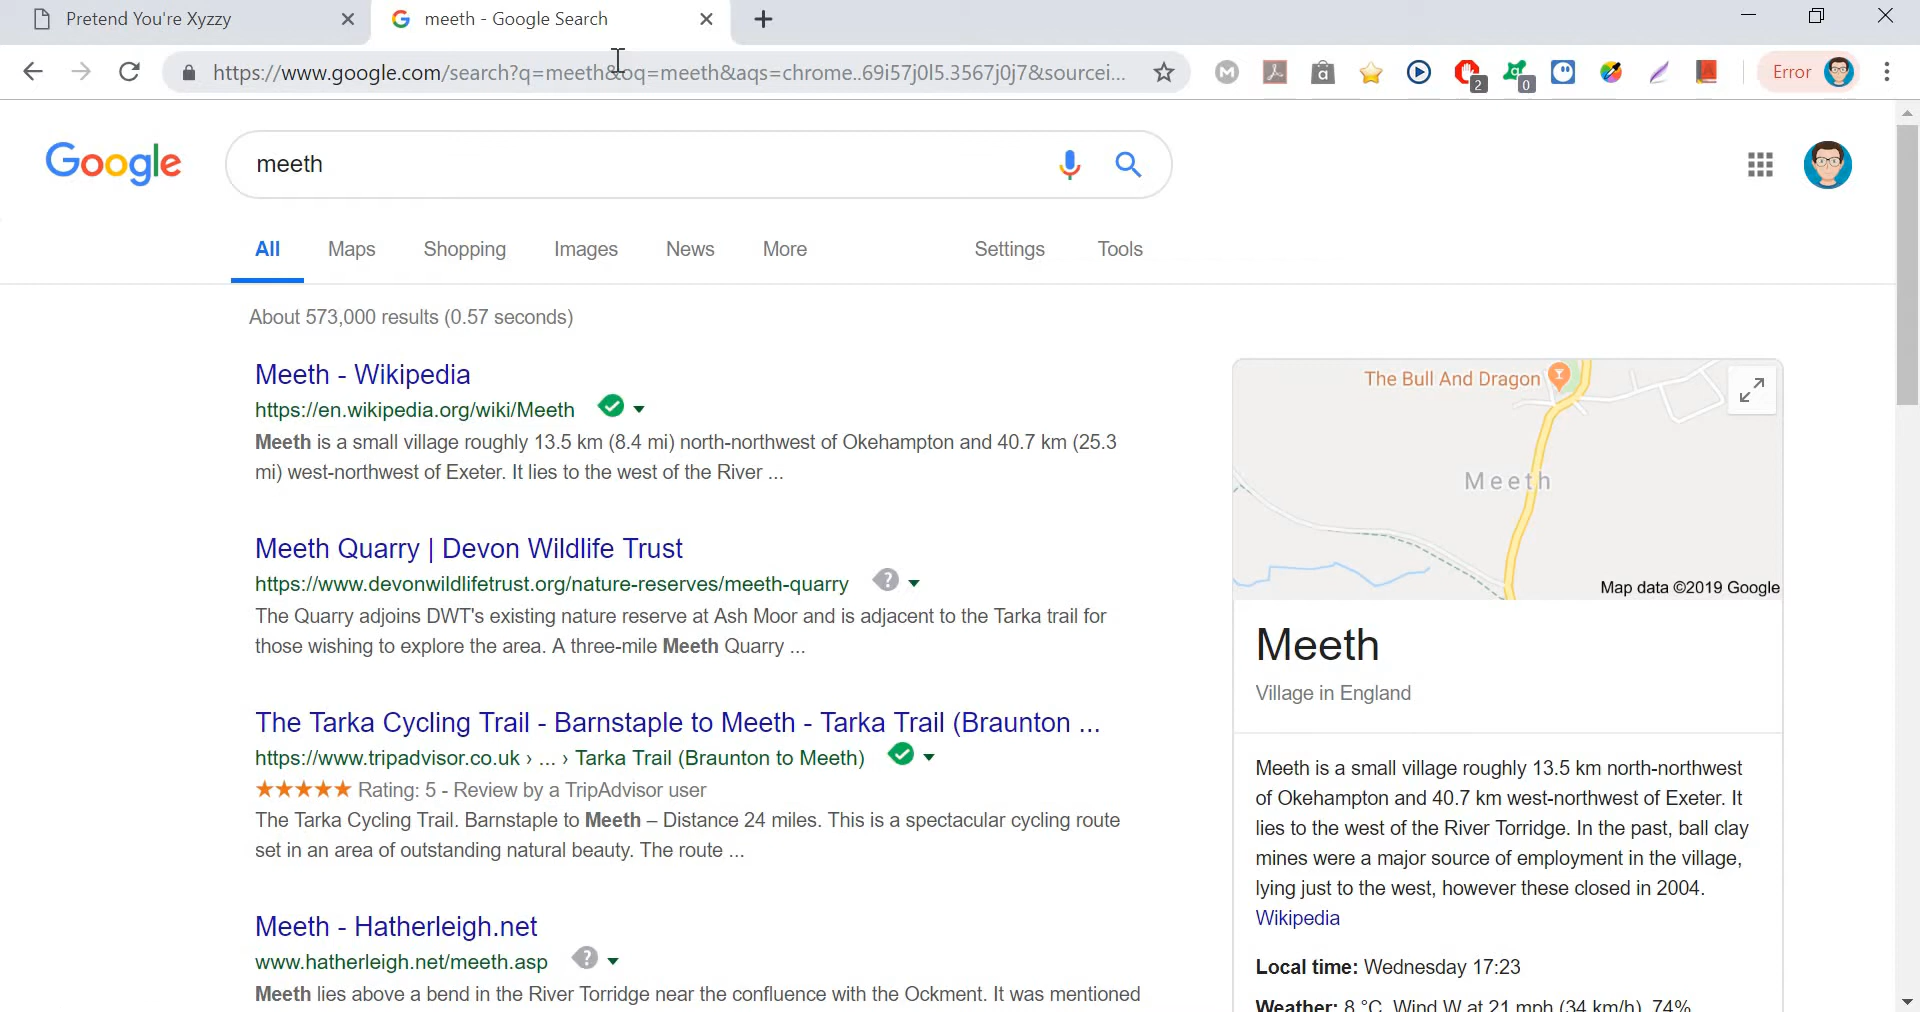 Pretend You're Xyzzy
meeth - Google Search
https://www.google.com/search?q=meeth&oq=meeth&aqs=chrome..69i57j0l5.3567j0j7&sourcei...
2
0
Error
Google
meeth
All
Maps
Shopping
Images
News
More
Settings
Tools
About 573,000 results (0.57 seconds)
Meeth - Wikipedia
https://en.wikipedia.org/wiki/Meeth
Meeth is a small village roughly 13.5 km (8.4 mi) north-northwest of Okehampton and 40.7 km (25.3
mi) west-northwest of Exeter. It lies to the west of the River ...
Meeth Quarry | Devon Wildlife Trust
https://www.devonwildlifetrust.org/nature-reserves/meeth-quarry
The Quarry adjoins DWT's existing nature reserve at Ash Moor and is adjacent to the Tarka trail for
those wishing to explore the area. A three-mile Meeth Quarry ...
The Tarka Cycling Trail - Barnstaple to Meeth - Tarka Trail (Braunton ...
https://www.tripadvisor.co.uk › ... › Tarka Trail (Braunton to Meeth)
Rating: 5 - Review by a TripAdvisor user
The Tarka Cycling Trail. Barnstaple to Meeth – Distance 24 miles. This is a spectacular cycling route
set in an area of outstanding natural beauty. The route ...
Meeth - Hatherleigh.net
www.hatherleigh.net/meeth.asp
Meeth lies above a bend in the River Torridge near the confluence with the Ockment. It was mentioned
The Bull And Dragon
Meeth
Map data ©2019 Google
Meeth
Village in England
Meeth is a small village roughly 13.5 km north-northwest
of Okehampton and 40.7 km west-northwest of Exeter. It
lies to the west of the River Torridge. In the past, ball clay
mines were a major source of employment in the village,
lying just to the west, however these closed in 2004.
Wikipedia
Local time: Wednesday 17:23
Weather: 8 °C, Wind W at 21 mph (34 km/h), 74%